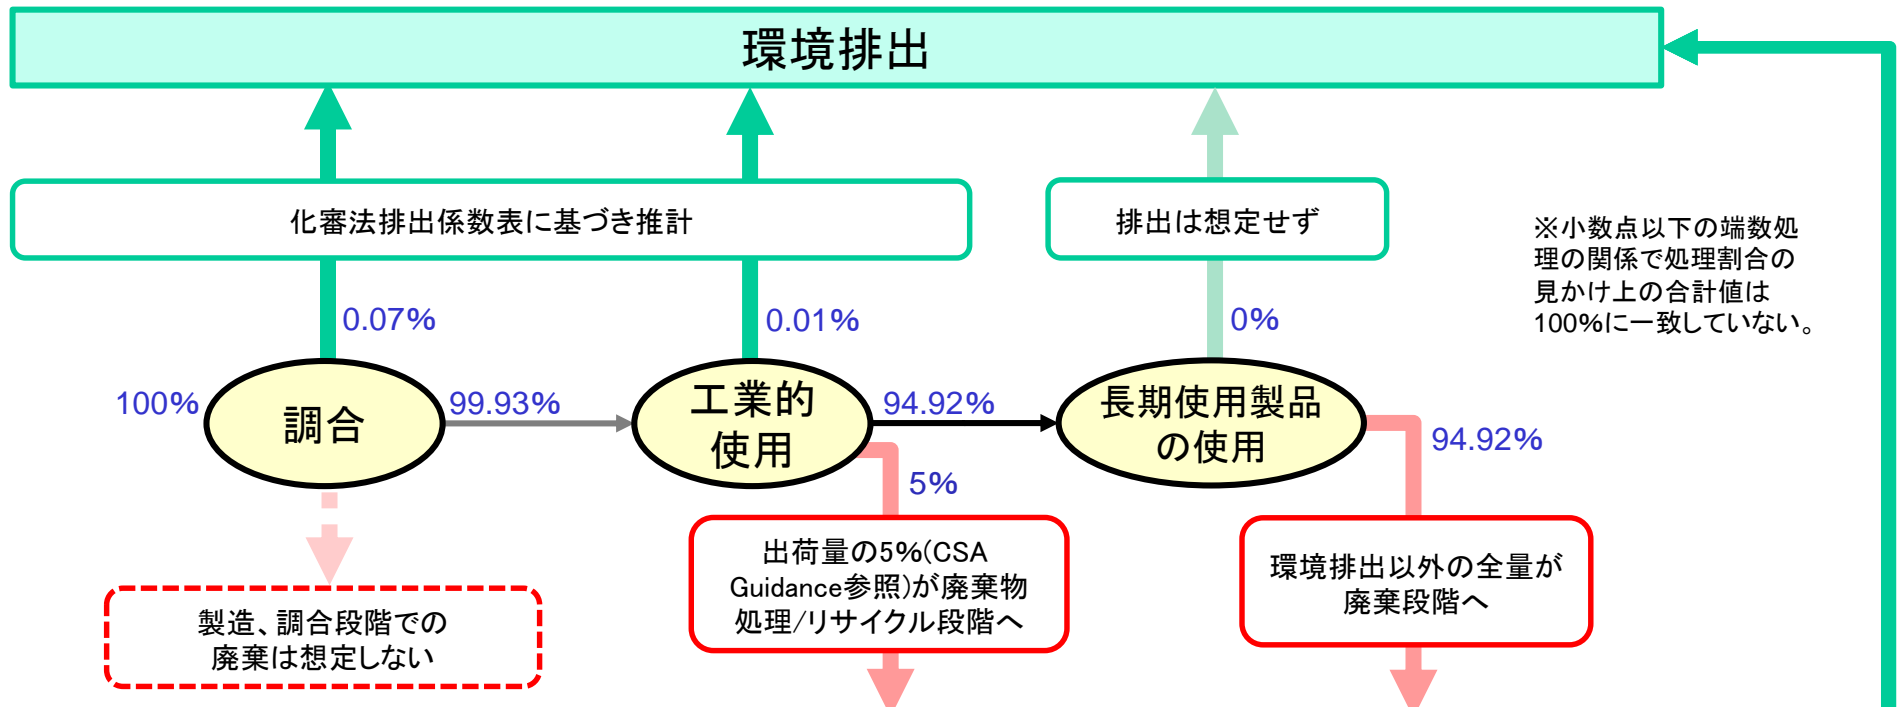 環境排出
化審法排出係数表に基づき推計
排出は想定せず
※小数点以下の端数処
理の関係で処理割合の
見かけ上の合計値は
100%に一致していない。
0.07%
0.01%
0%
100%
調合
99.93%
工業的
使用
94.92%
長期使用製品
の使用
94.92%
5%
製造、調合段階での
廃棄は想定しない
出荷量の5%(CSA
Guidance参照)が廃棄物
処理/リサイクル段階へ
環境排出以外の全量が
廃棄段階へ